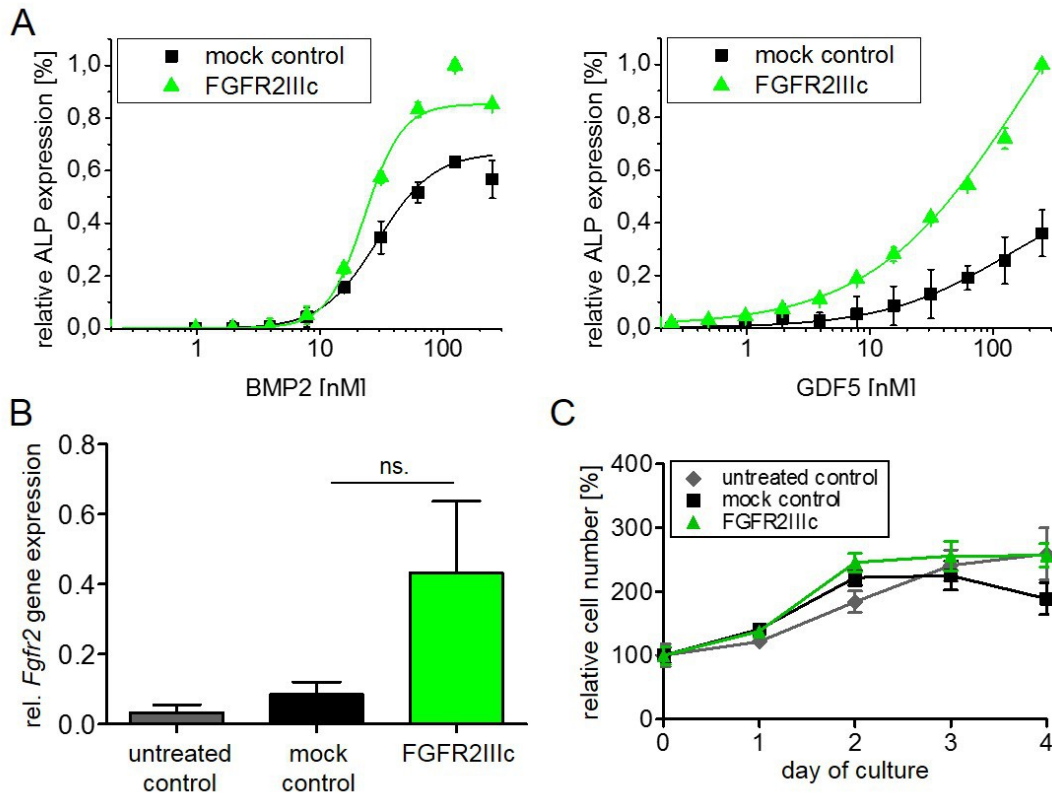 A
mock control
FGFR2IIIc
relative ALP expression [%]
1,0
0,8
0,6
0,4
0,2
0,0
1
10
100
BMP2 [nM]
mock control
FGFR2IIIc
relative ALP expression [%]
1,0
0,8
0,6
0,4
0,2
0,0
1
10
100
GDF5 [nM]
B
rel. Fgfr2 gene expression
0.8
0.6
0.4
0.2
0.0
ns.
untreated
control
mock
control
FGFR2IIIc
C
relative cell number [%]
400
300
200
100
0
untreated control
mock control
FGFR2IIIc
0
1
2
3
4
day of culture